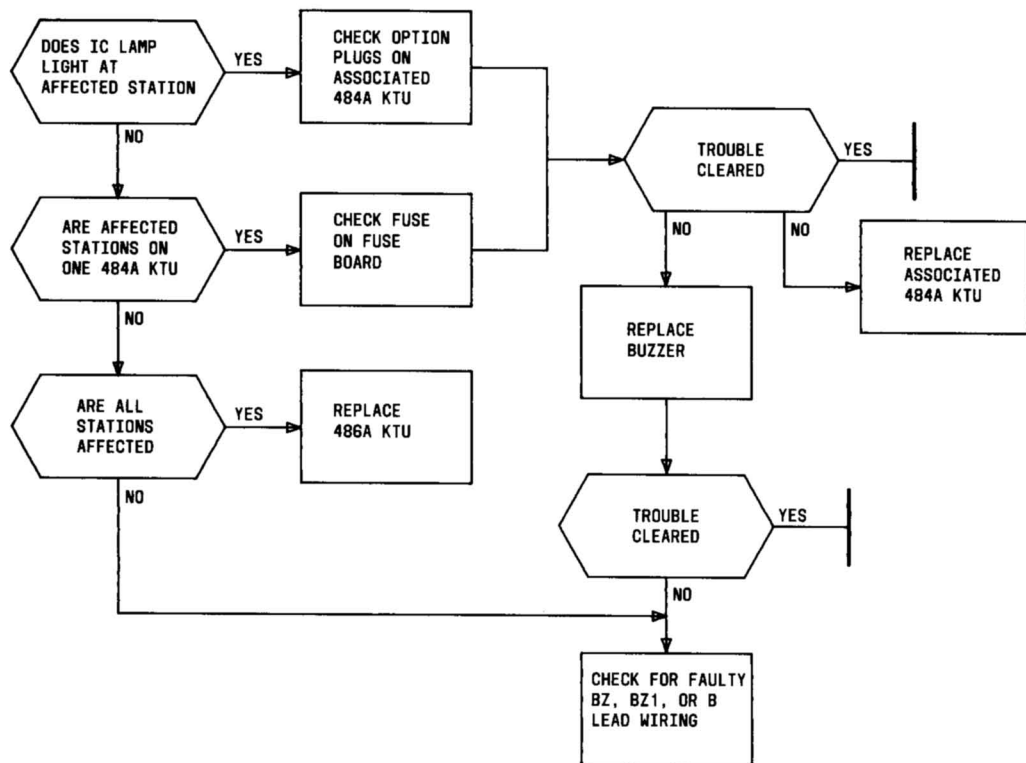 DOES IC LAMP
LIGHT AT
AFFECTED STATION
YES
CHECK OPTION
PLUGS ON
ASSOCIATED
484A KTU
NO
ARE AFFECTED
STATIONS ON
ONE 484A KTU
YES
CHECK FUSE
ON FUSE
BOARD
NO
ARE ALL
STATIONS
AFFECTED
YES
REPLACE
486A KTU
NO
TROUBLE
CLEARED
YES
NO
NO
REPLACE
ASSOCIATED
484A KTU
REPLACE
BUZZER
TROUBLE
CLEARED
YES
NO
CHECK FOR FAULTY
BZ, BZ1, OR B
LEAD WIRING